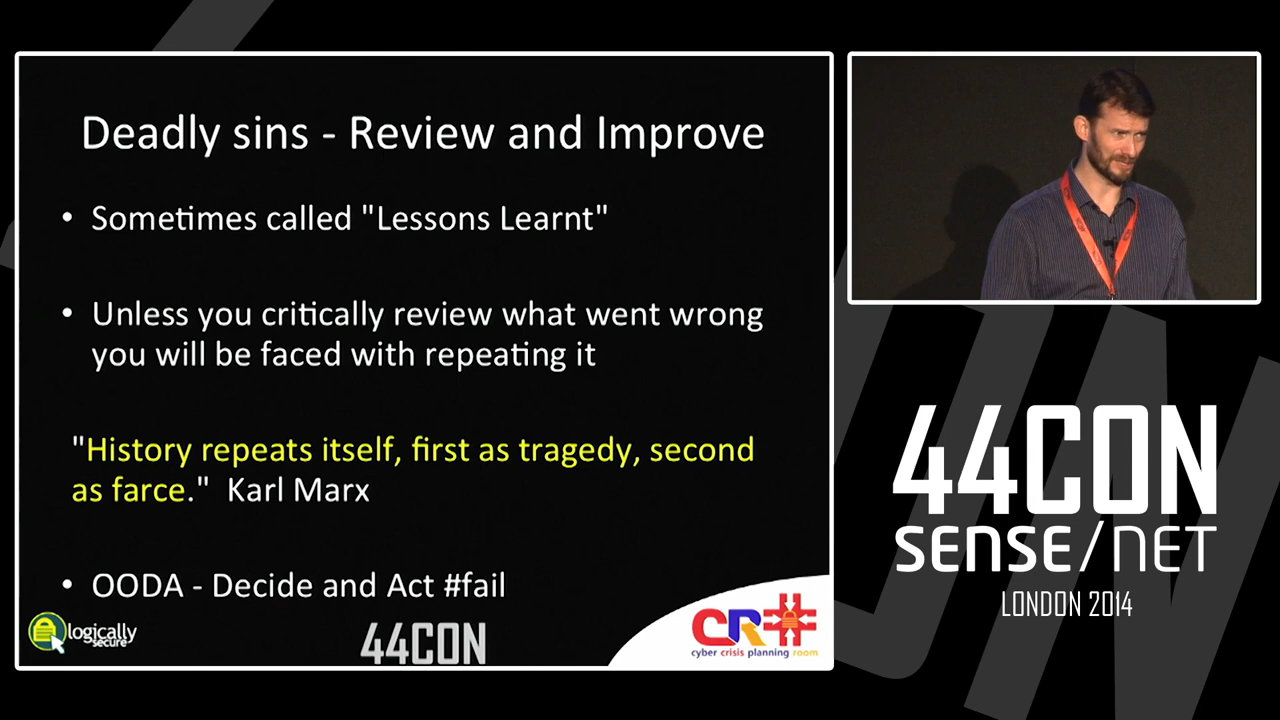 Deadly sins - Review and Improve
• Sometimes called "Lessons Learnt"
• Unless you critically review what went wrong
you will be faced with repeating it
"History repeats itself, first as tragedy, second
as farce." Karl Marx
• OODA - Decide and Act #fail
logically
secure
44CON
CR
cyber crisis planning room
44CON
SENSE/NET
LONDON 2014